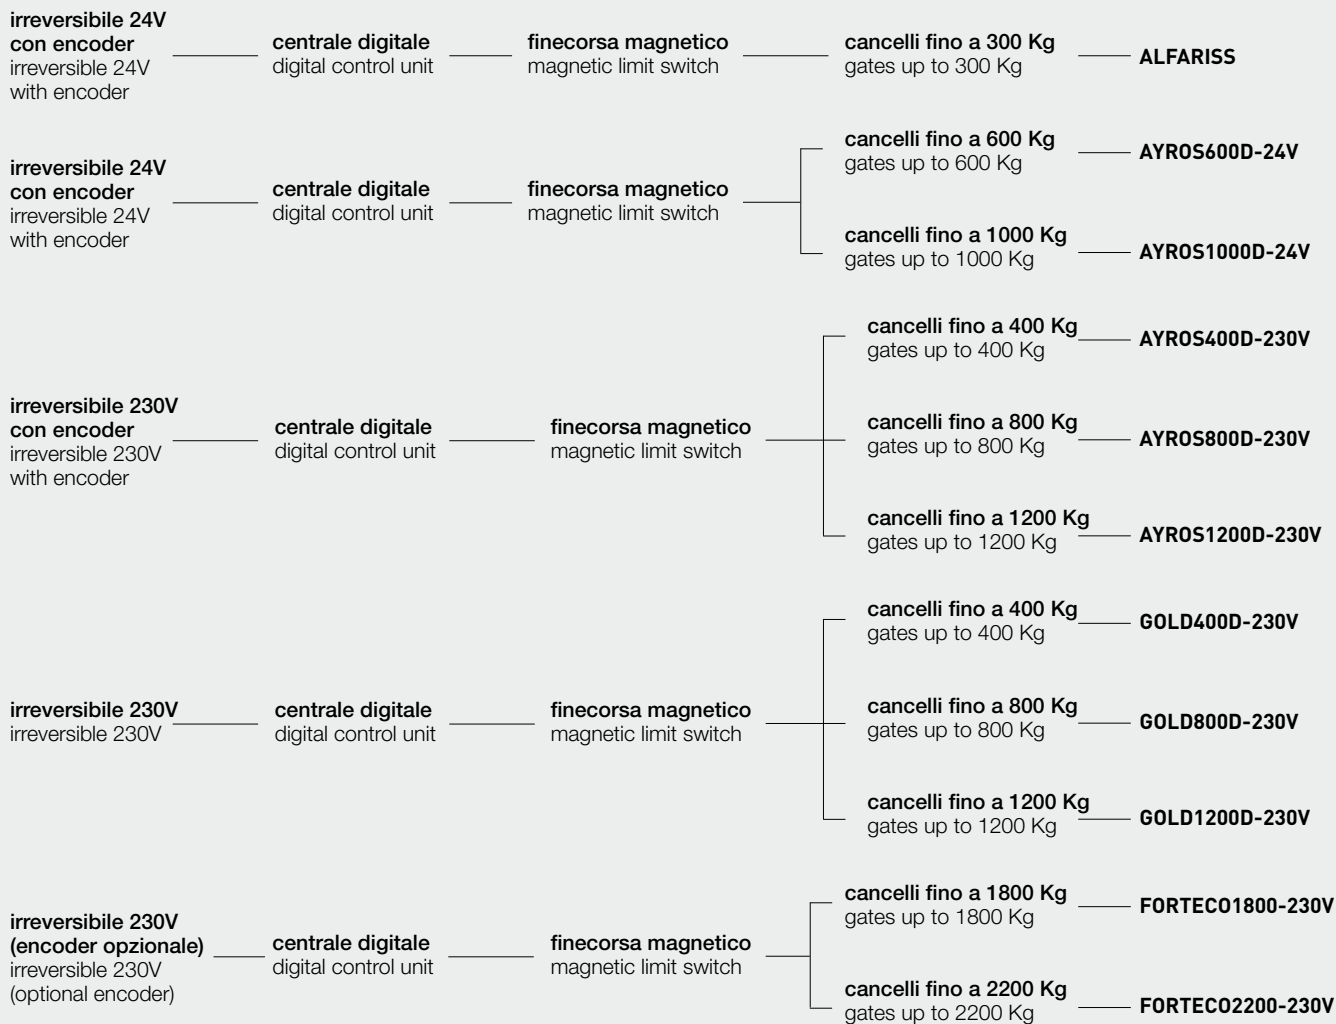 irreversibile 24V
con encoder
irreversible 24V
with encoder
centrale digitale
digital control unit
finecorsa magnetico
magnetic limit switch
cancelli fino a 300 Kg
gates up to 300 Kg
ALFARISS
irreversibile 24V
con encoder
irreversible 24V
with encoder
centrale digitale
digital control unit
finecorsa magnetico
magnetic limit switch
cancelli fino a 600 Kg
gates up to 600 Kg
AYROS600D-24V
cancelli fino a 1000 Kg
gates up to 1000 Kg
AYROS1000D-24V
irreversibile 230V
con encoder
irreversible 230V
with encoder
centrale digitale
digital control unit
finecorsa magnetico
magnetic limit switch
cancelli fino a 400 Kg
gates up to 400 Kg
AYROS400D-230V
cancelli fino a 800 Kg
gates up to 800 Kg
AYROS800D-230V
cancelli fino a 1200 Kg
gates up to 1200 Kg
AYROS1200D-230V
irreversibile 230V
irreversible 230V
centrale digitale
digital control unit
finecorsa magnetico
magnetic limit switch
cancelli fino a 400 Kg
gates up to 400 Kg
GOLD400D-230V
cancelli fino a 800 Kg
gates up to 800 Kg
GOLD800D-230V
cancelli fino a 1200 Kg
gates up to 1200 Kg
GOLD1200D-230V
irreversibile 230V
(encoder opzionale)
irreversible 230V
(optional encoder)
centrale digitale
digital control unit
finecorsa magnetico
magnetic limit switch
cancelli fino a 1800 Kg
gates up to 1800 Kg
FORTECO1800-230V
cancelli fino a 2200 Kg
gates up to 2200 Kg
FORTECO2200-230V